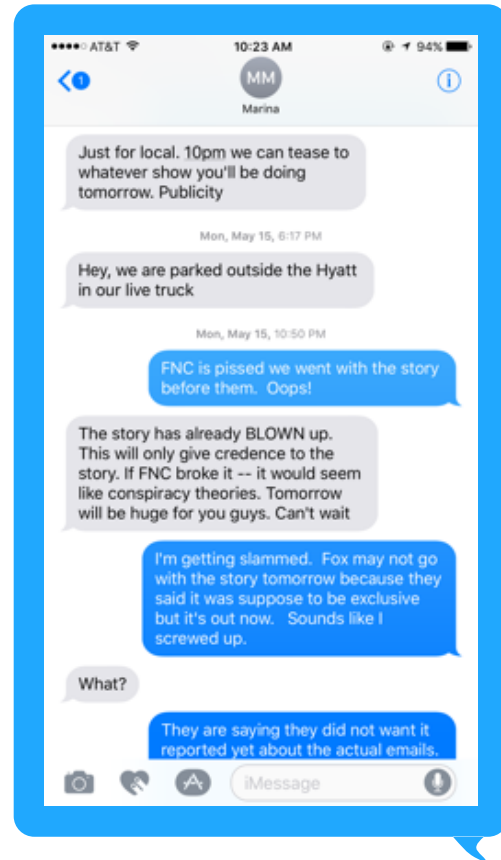 AT&T 10:23 AM 94%
1
MM
Marina
Just for local. 10pm we can tease to
whatever show you'll be doing
tomorrow. Publicity
Mon, May 15, 6:17 PM
Hey, we are parked outside the Hyatt
in our live truck
Mon, May 15, 10:50 PM
FNC is pissed we went with the story
before them. Oops!
The story has already BLOWN up.
This will only give credence to the
story. If FNC broke it -- it would seem
like conspiracy theories. Tomorrow
will be huge for you guys. Can't wait
I'm getting slammed. Fox may not go
with the story tomorrow because they
said it was suppose to be exclusive
but it's out now. Sounds like I
screwed up.
What?
They are saying they did not want it
reported yet about the actual emails.
iMessage